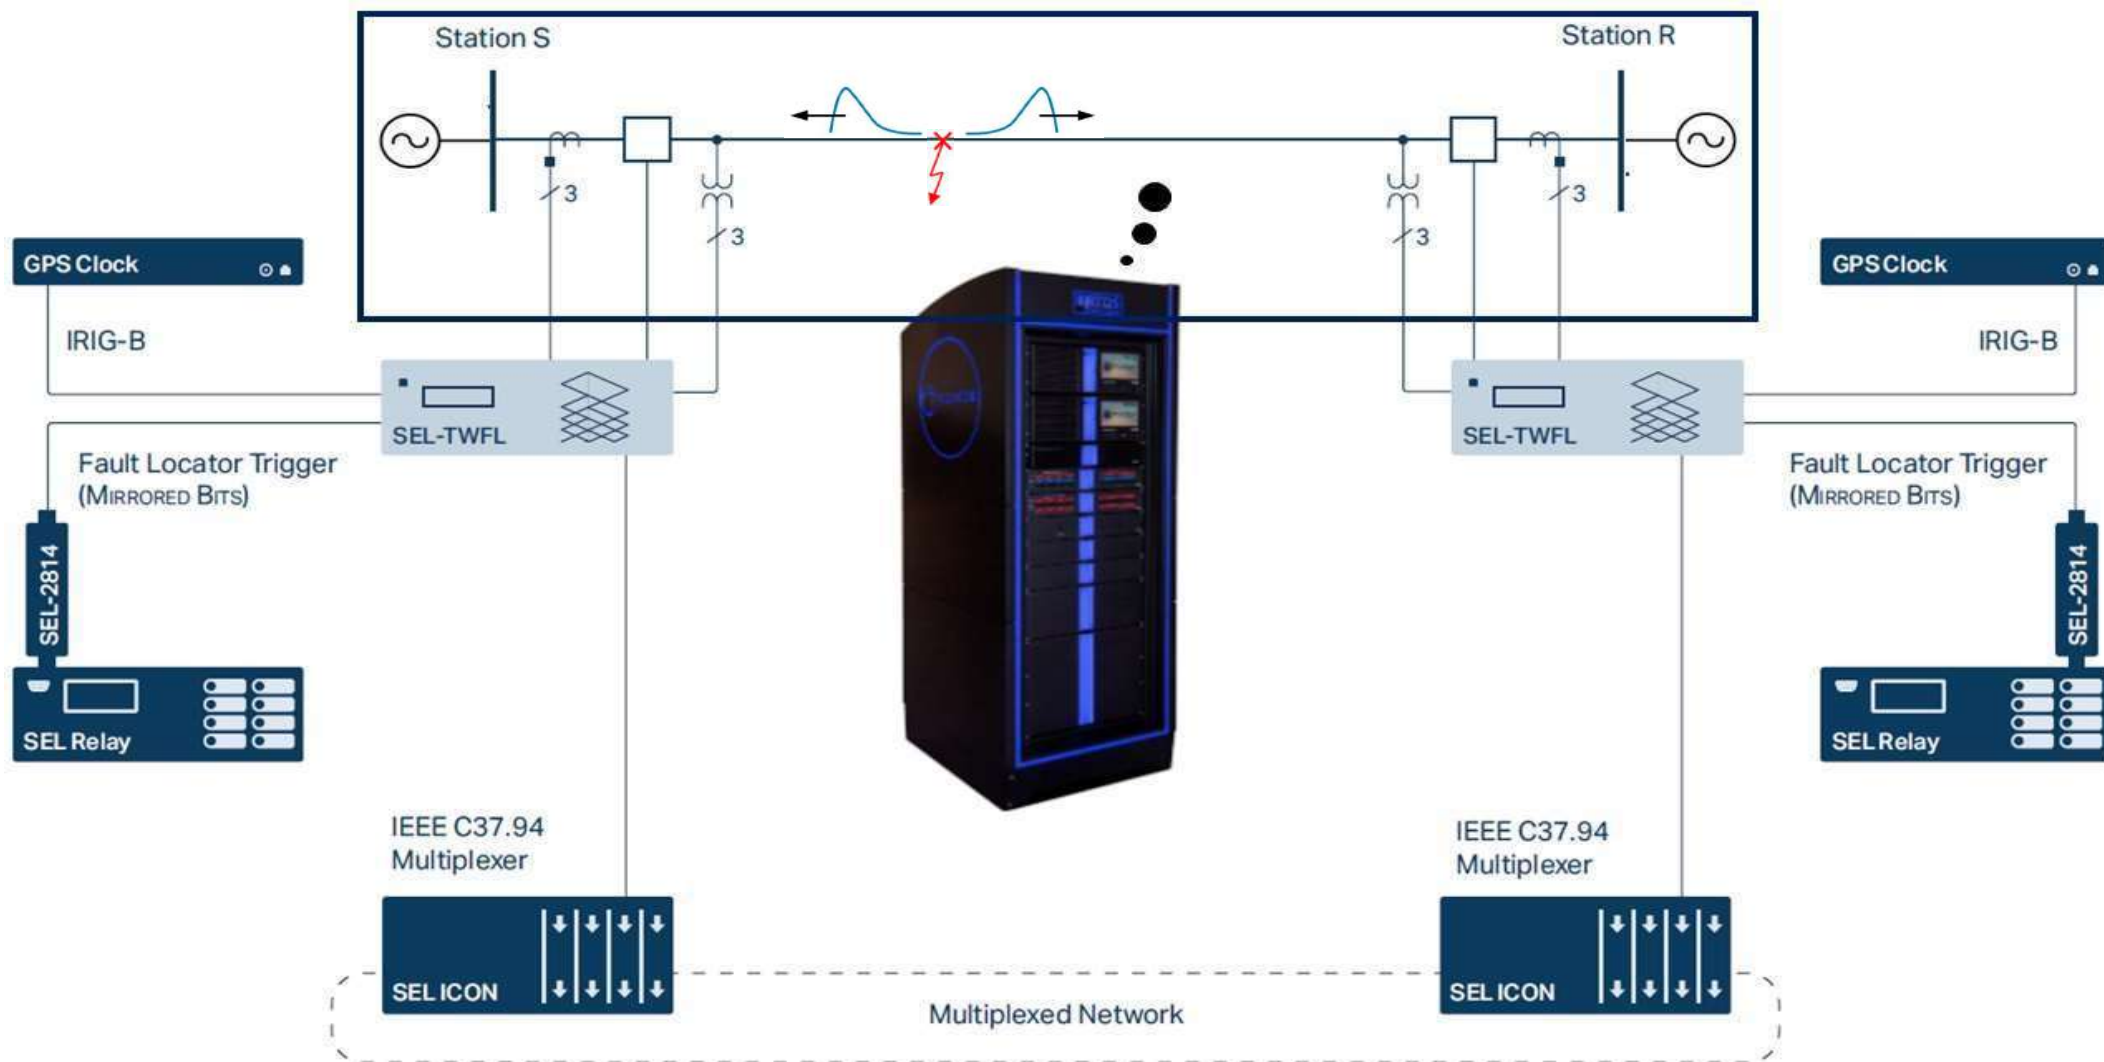 Station S
Station R
3
3
3
3
GPS Clock
GPS Clock
IRIG-B
IRIG-B
SEL-TWFL
SEL-TWFL
Fault Locator Trigger
(MIRRORED BITS)
Fault Locator Trigger
(MIRRORED BITS)
SEL-2814
SEL-2814
SEL Relay
SEL Relay
IEEE C37.94
Multiplexer
IEEE C37.94
Multiplexer
SEL ICON
SEL ICON
Multiplexed Network